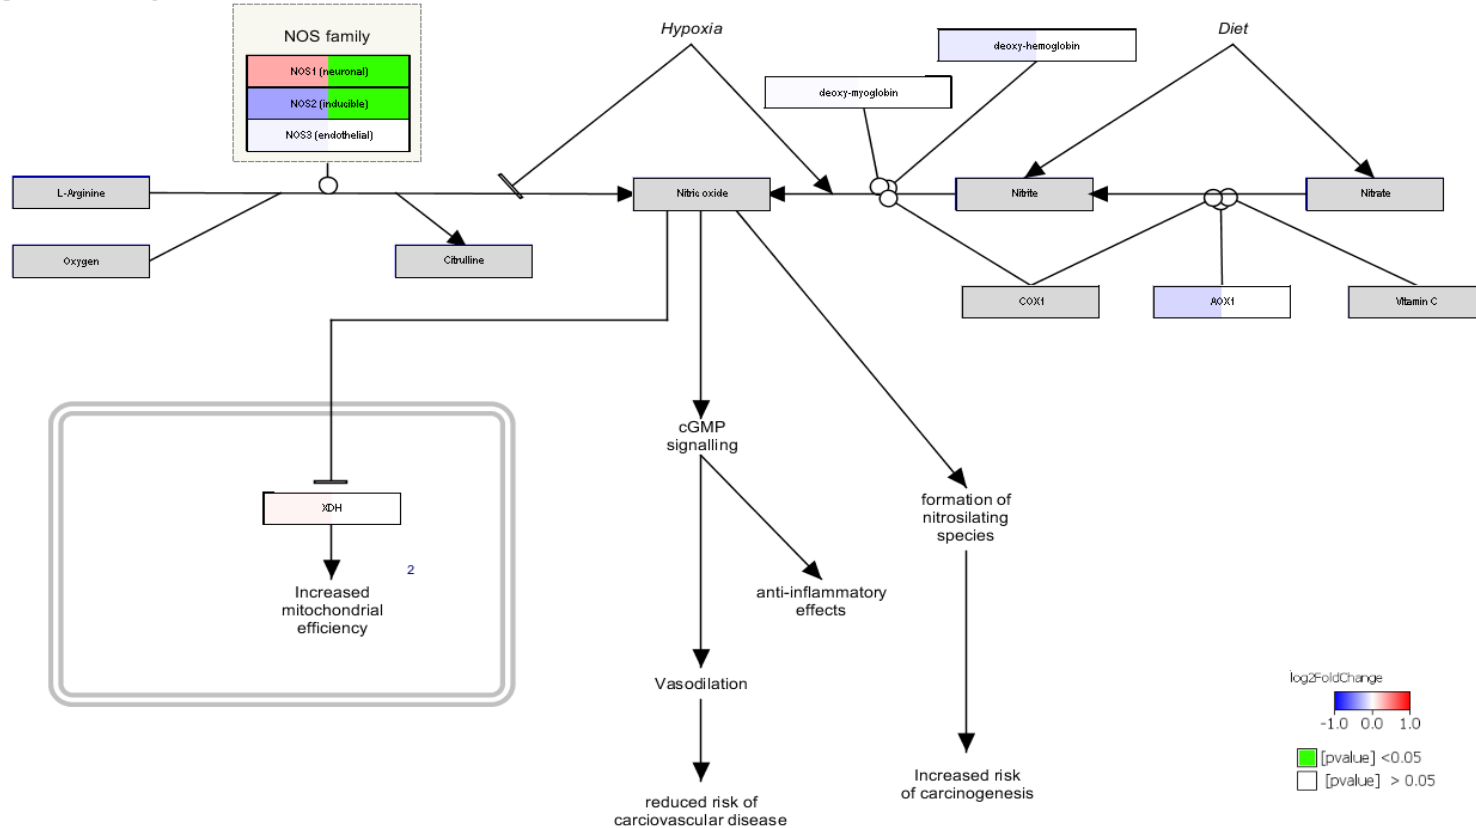 NOS family
NOS1 (neuronal)
NOS2 (inducible)
NOS3 (endothelial)
Hypoxia
deoxy-hemoglobin
Diet
deoxy-myoglobin
L-Arginine
Nitric oxide
Nitrite
Nitrate
Oxygen
Citrulline
COX1
AOX1
Vitamin C
cGMP
signalling
XDH
formation of
nitrosilating
species
2
Increased
mitochondrial
efficiency
anti-inflammatory
effects
Vasodilation
log2FoldChange
-1.0 0.0 1.0
[pvalue] <0.05
[pvalue] > 0.05
Increased risk
of carcinogenesis
reduced risk of
carciovascular disease